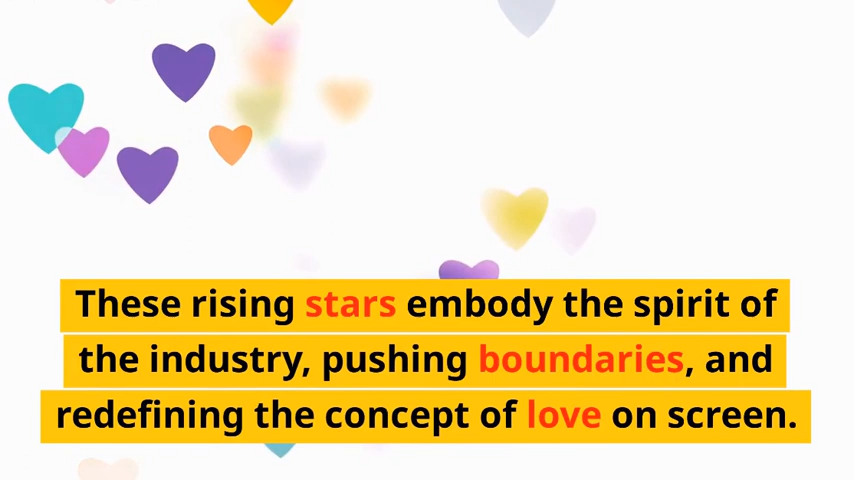 These rising stars embody the spirit of
the industry, pushing boundaries, and
redefining the concept of love on screen.